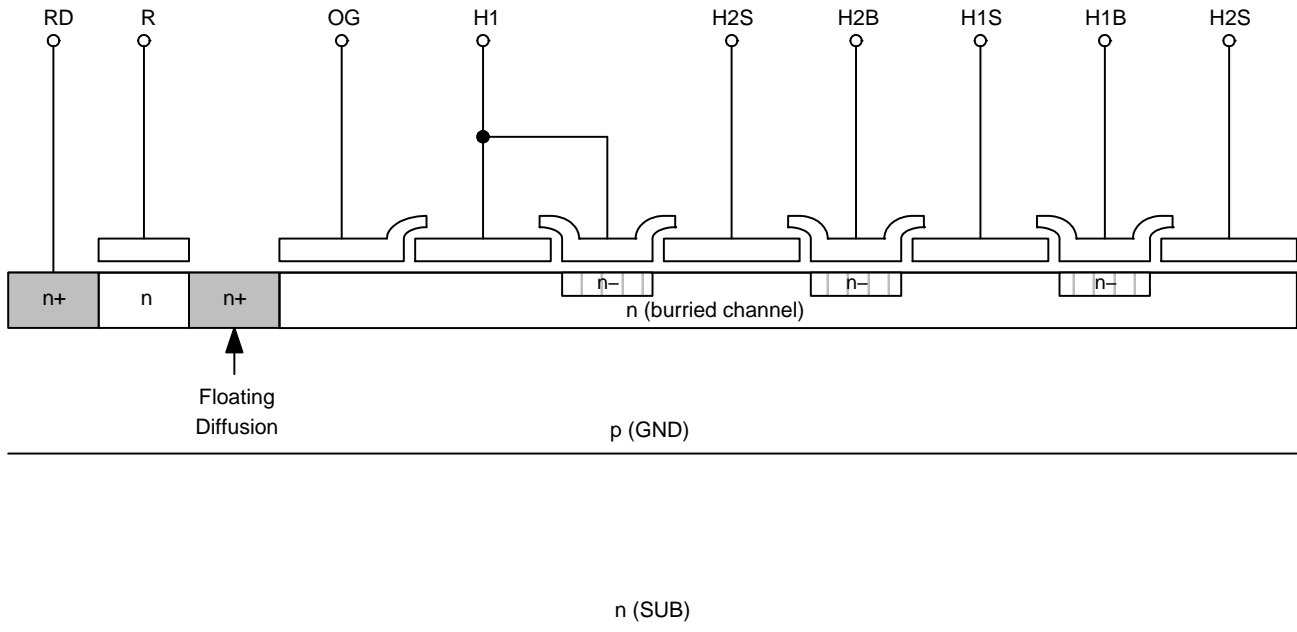 RD R OG H1 H2S H2B H1S H1B H2S
n+ n n+ n– n– n–
n (burried channel)
Floating
Diffusion
p (GND)
n (SUB)